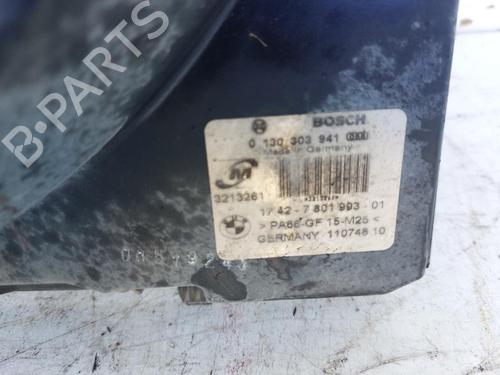 B-PARTS
BOSCH
0 130 303 941
Made in Germany
3213261
17 42 - 7 801 993 - 01
> PA66-GF 15-M25 <
GERMANY 110748.10